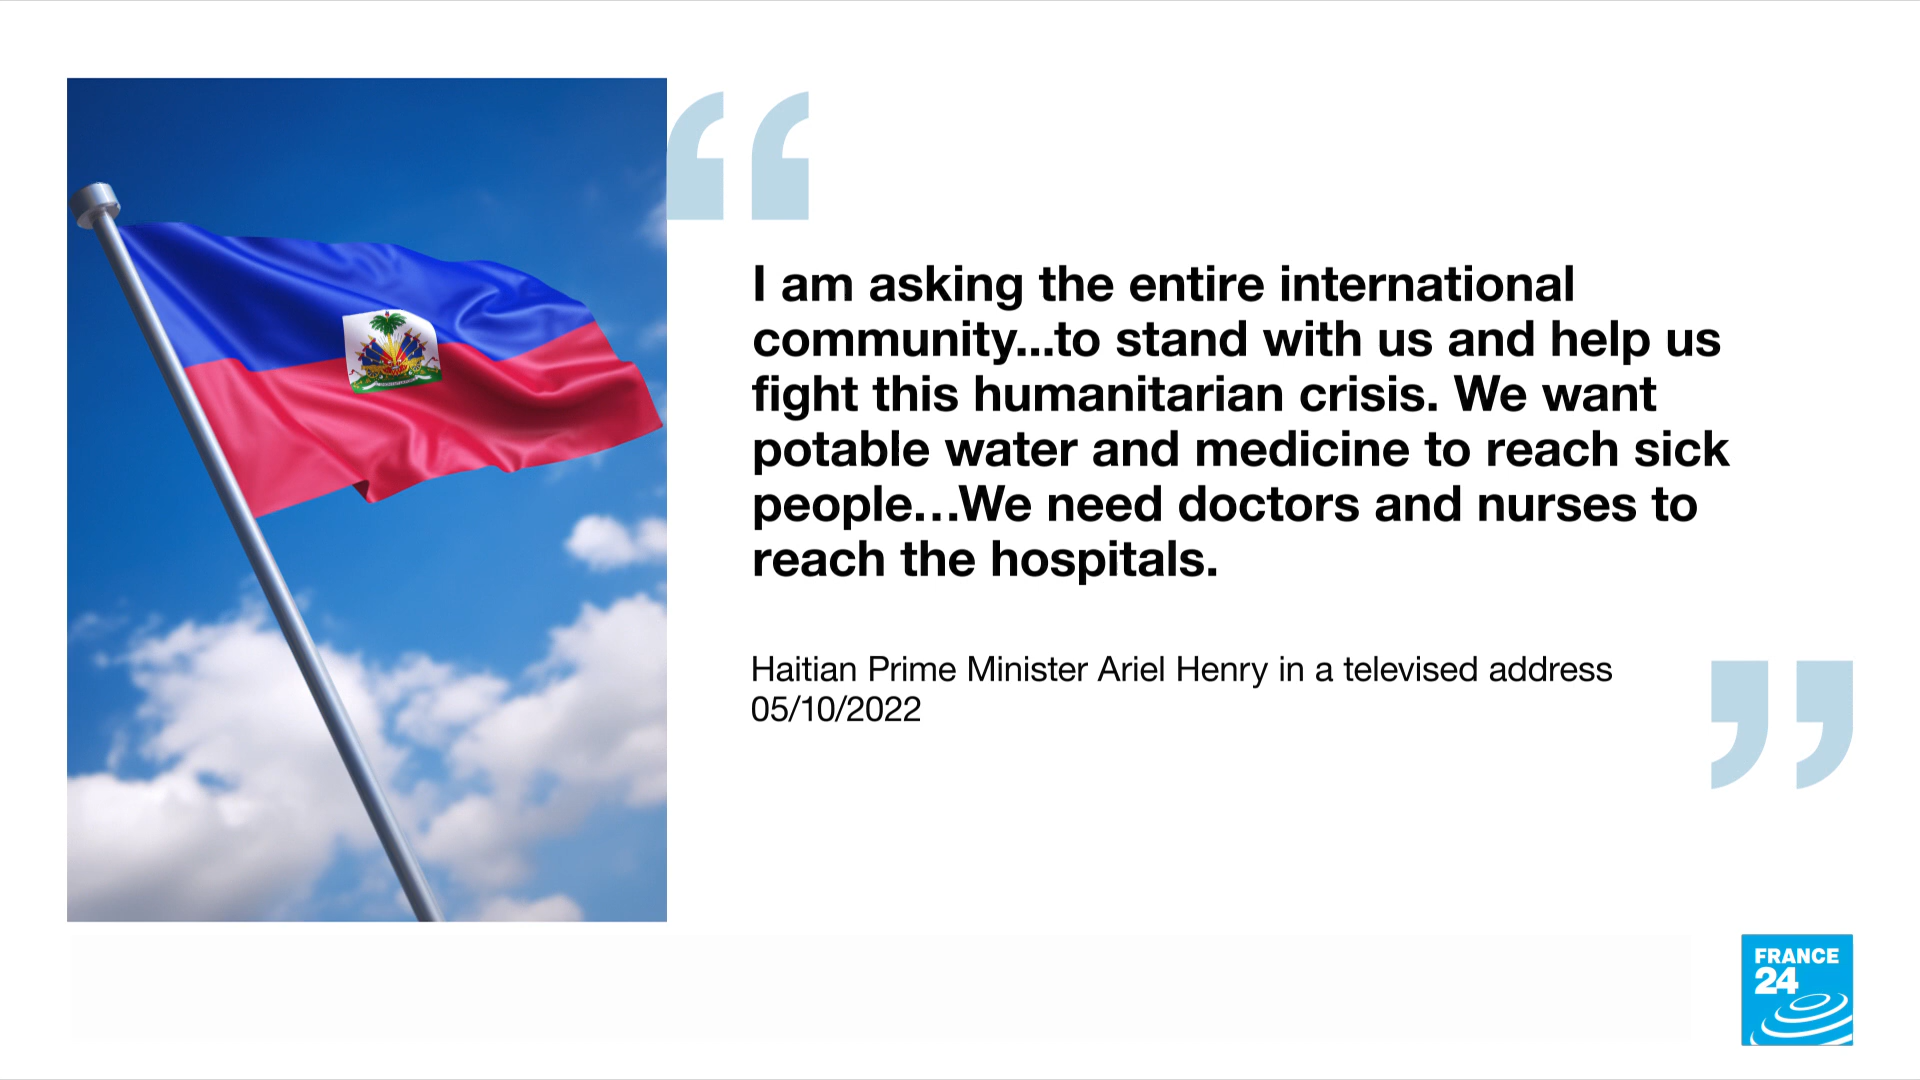 I am asking the entire international
community...to stand with us and help us
fight this humanitarian crisis. We want
potable water and medicine to reach sick
people…We need doctors and nurses to
reach the hospitals.
Haitian Prime Minister Ariel Henry in a televised address
05/10/2022
FRANCE
24